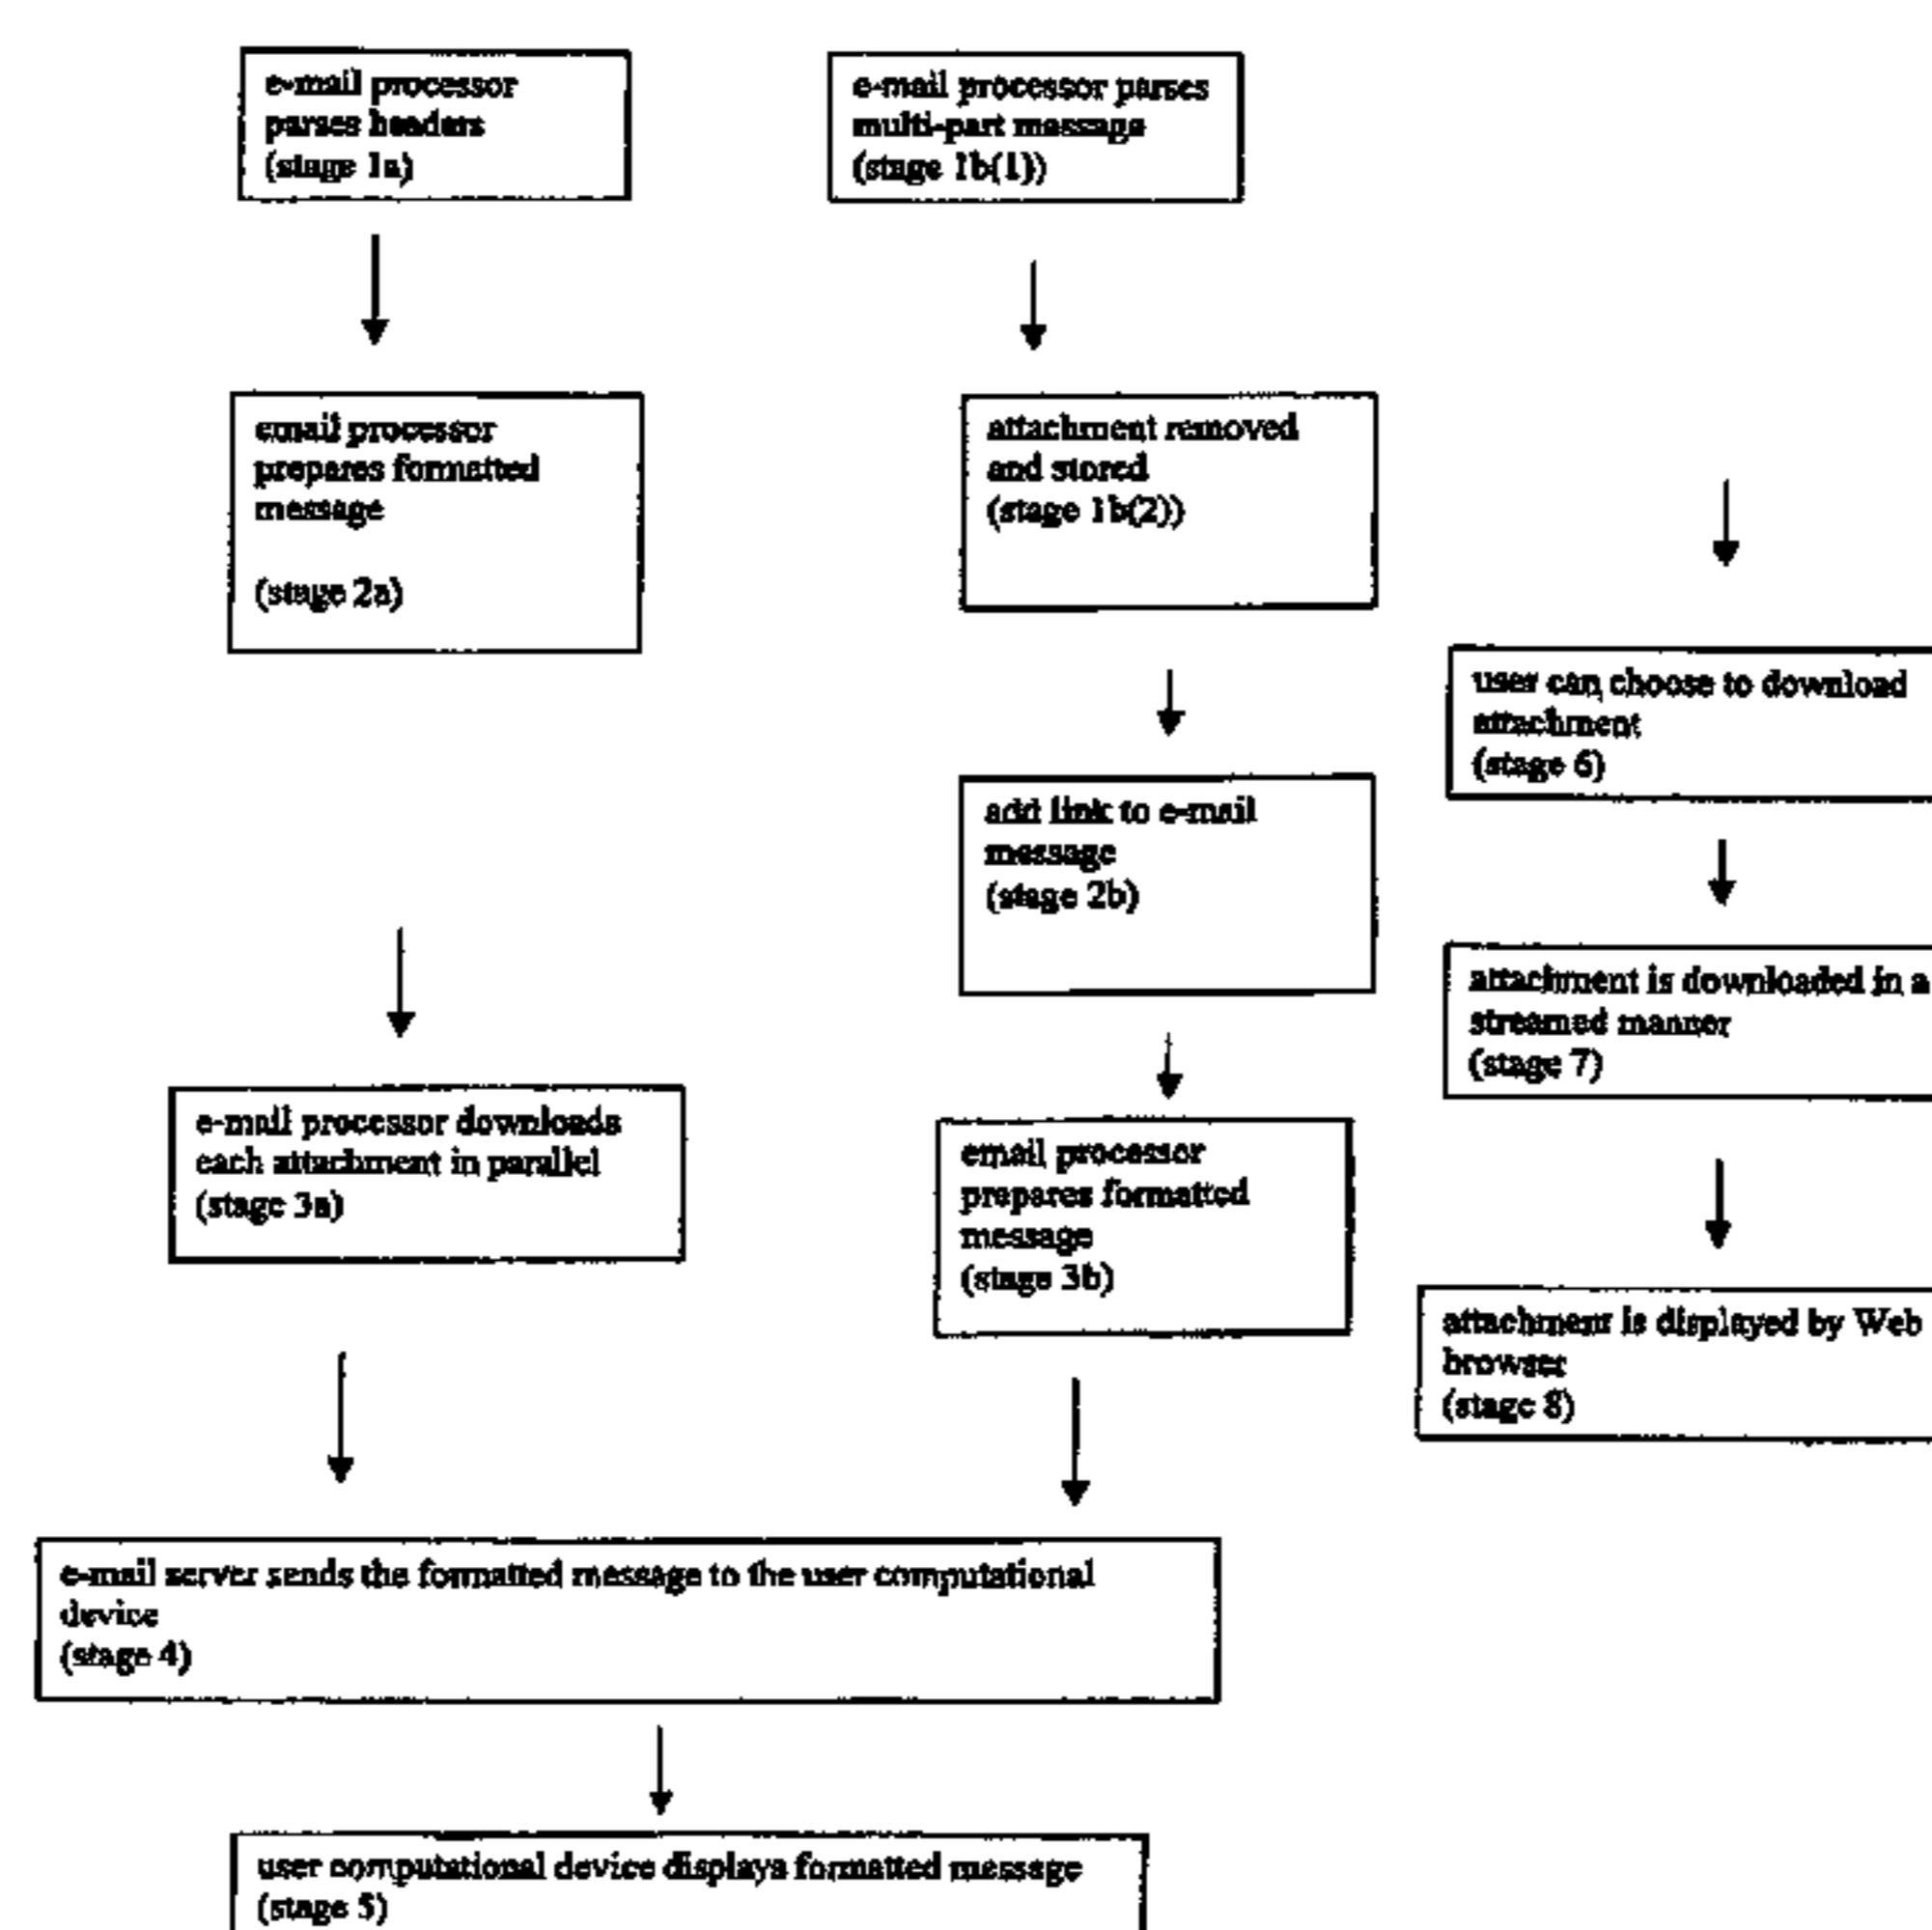 e-mail processor
parses headers
(stage 1a)
e-mail processor parses
multi-part message
(stage 1b(1))
email processor
prepares formatted
message
(stage 2a)
attachment removed
and stored
(stage 1b(2))
add link to e-mail
message
(stage 2b)
e-mail processor downloads
each attachment in parallel
(stage 3a)
email processor
prepares formatted
message
(stage 3b)
e-mail server sends the formatted message to the user computational
device
(stage 4)
user computational device displays formatted message
(stage 5)
user can choose to download
attachment
(stage 6)
attachment is downloaded in a
streamed manner
(stage 7)
attachment is displayed by Web
browser
(stage 8)